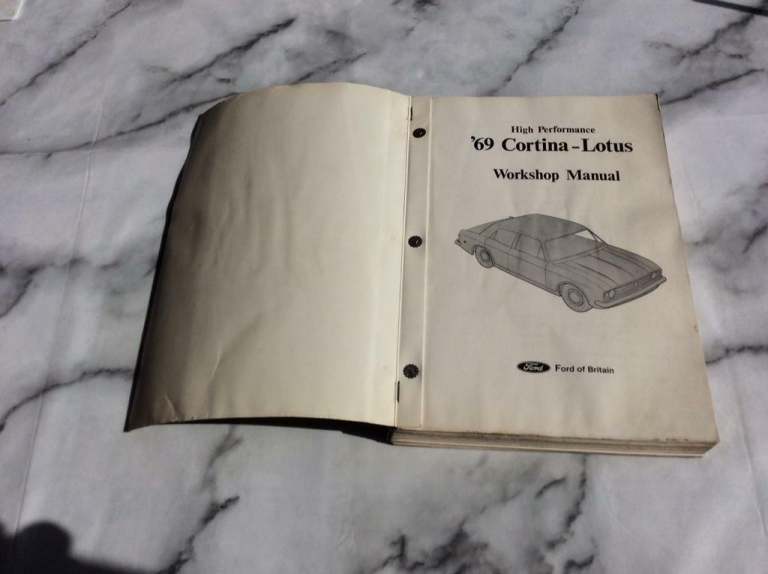 High Performance
'69 Cortina-Lotus
Workshop Manual
Ford Ford of Britain